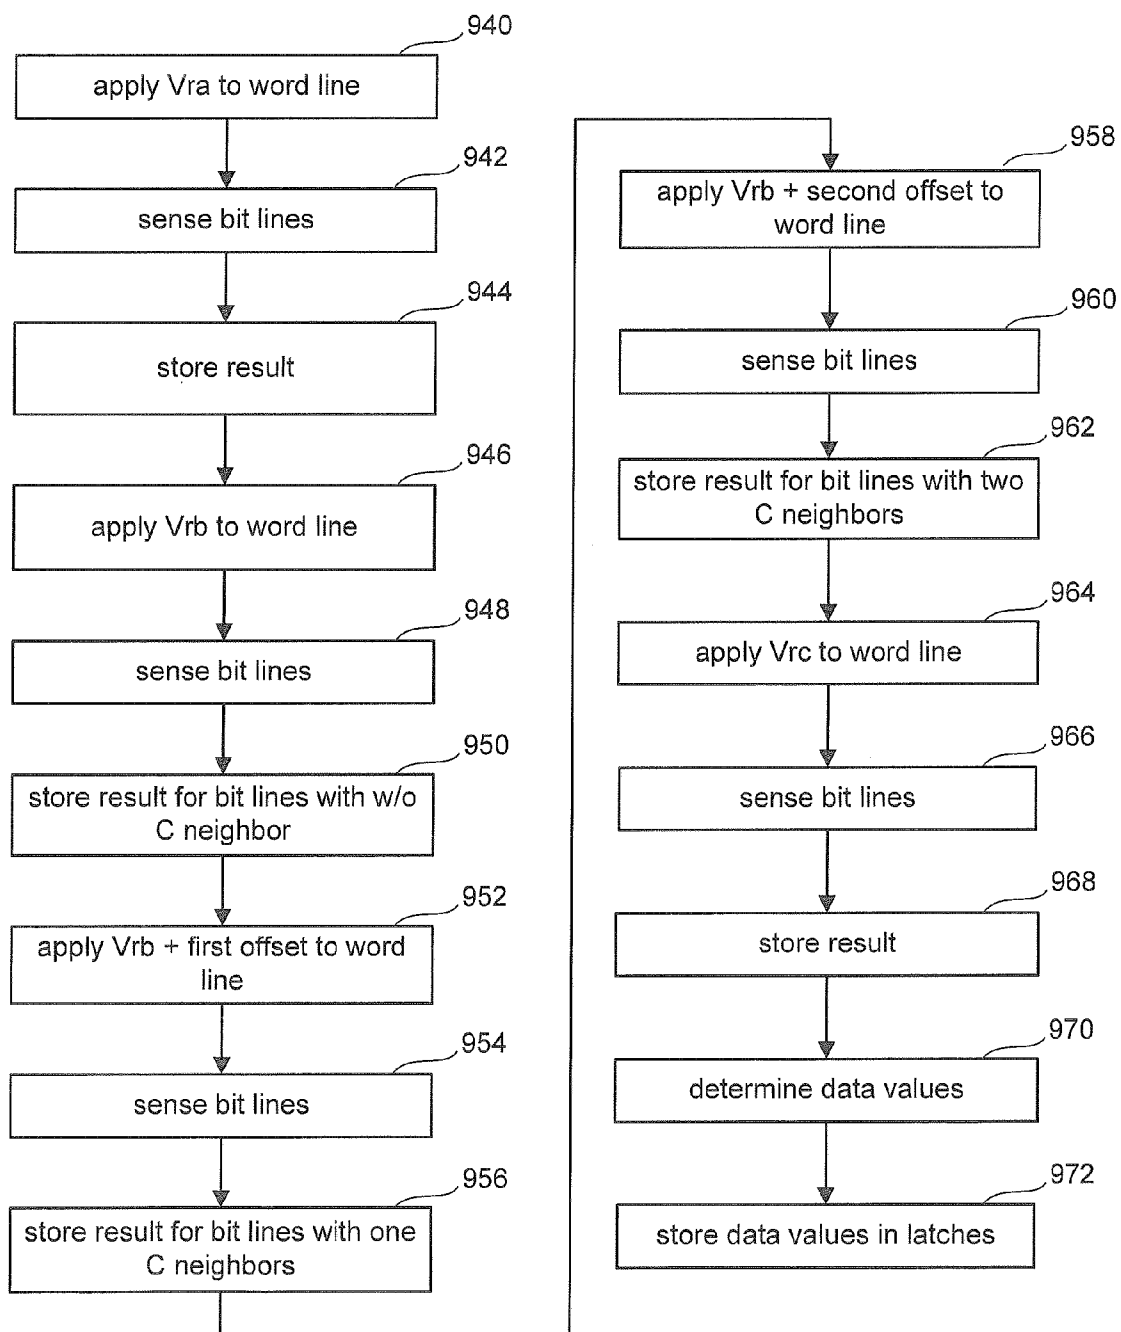 940
apply Vra to word line
942
sense bit lines
944
store result
946
apply Vrb to word line
948
sense bit lines
950
store result for bit lines with w/o
C neighbor
952
apply Vrb + first offset to word
line
954
sense bit lines
956
store result for bit lines with one
C neighbors
958
apply Vrb + second offset to
word line
960
sense bit lines
962
store result for bit lines with two
C neighbors
964
apply Vrc to word line
966
sense bit lines
968
store result
970
determine data values
972
store data values in latches